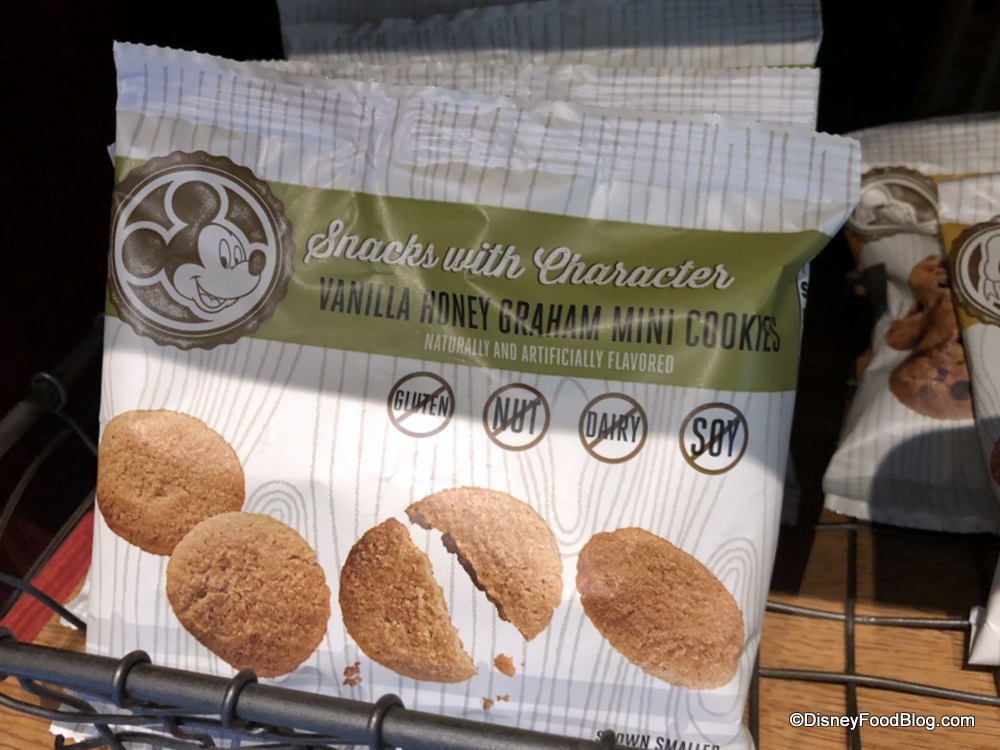 Snacks with Character
VANILLA HONEY GRAHAM MINI COOKIES
NATURALLY AND ARTIFICIALLY FLAVORED
GLUTEN
NUT
DAIRY
SOY
SHOWN SMALLER
©DisneyFoodBlog.com